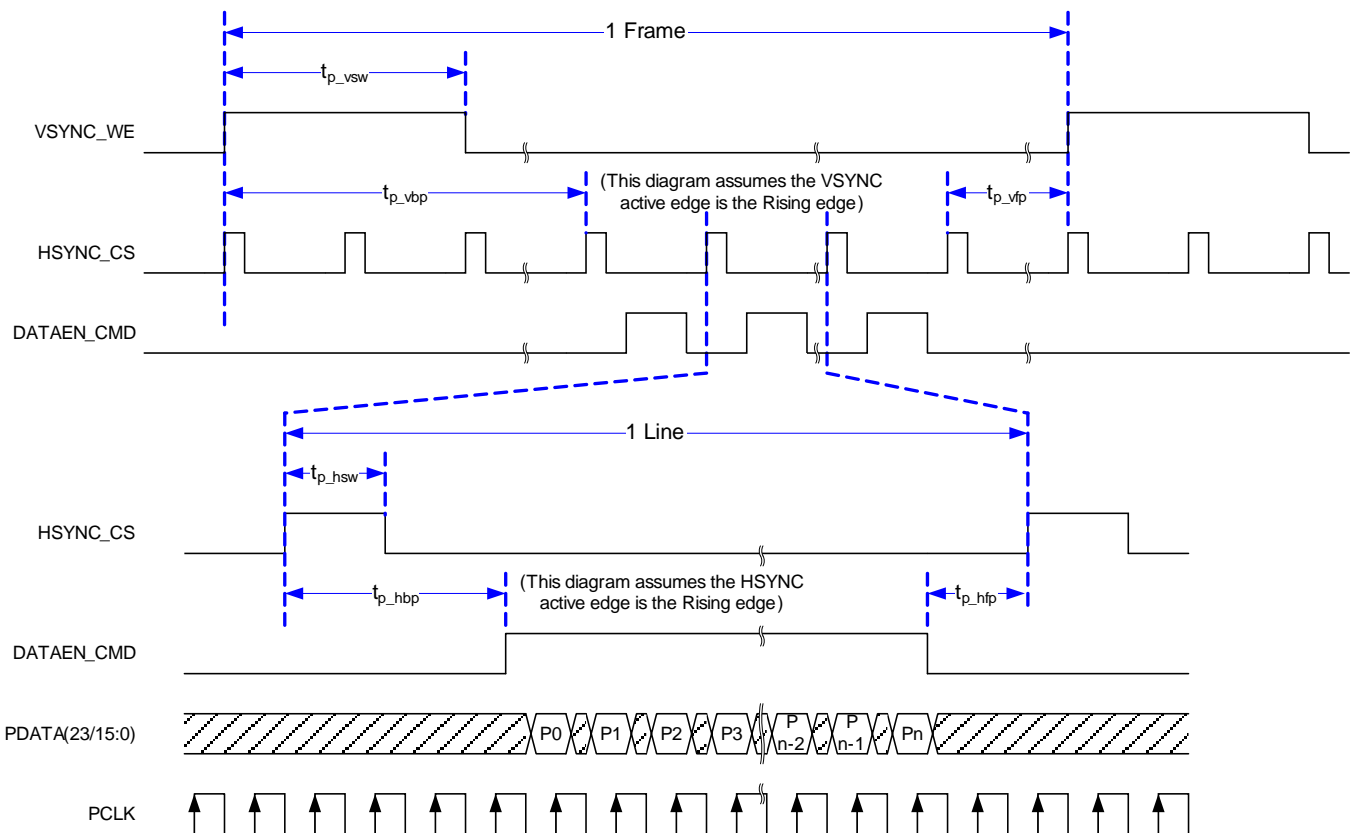 1 Frame
tp_vsw
VSYNC_WE
tp_vbp
(This diagram assumes the VSYNC
active edge is the Rising edge)
tp_vfp
HSYNC_CS
DATAEN_CMD
1 Line
tp_hsw
HSYNC_CS
tp_hbp
(This diagram assumes the HSYNC
active edge is the Rising edge)
tp_hfp
DATAEN_CMD
PDATA(23/15:0)
P0
P1
P2
P3
P
n-2
P
n-1
Pn
PCLK